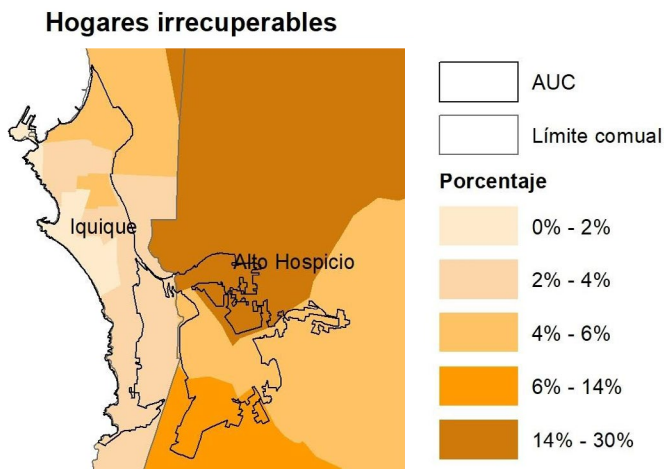 Hogares irrecuperables
Iquique
Alto Hospicio
AUC
Límite comual
Porcentaje
0% - 2%
2% - 4%
4% - 6%
6% - 14%
14% - 30%